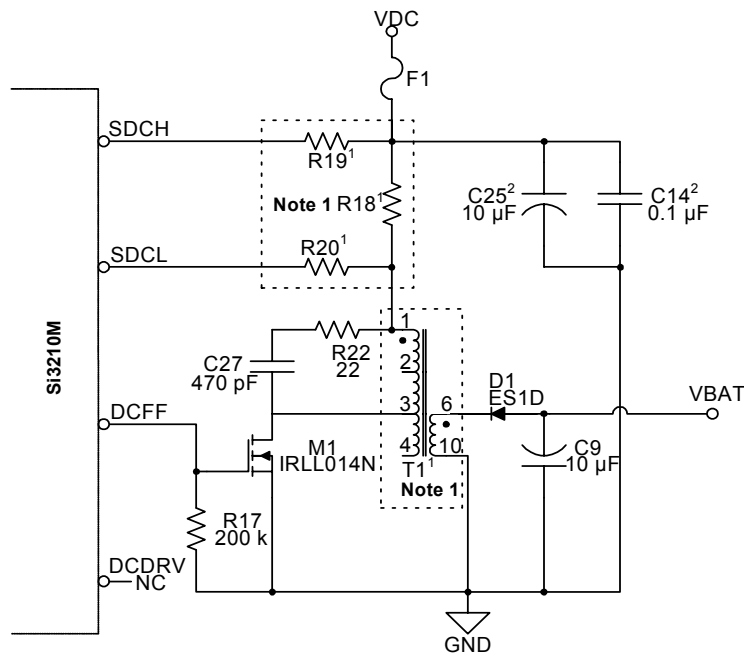 VDC
F1
SDCH
R19¹
Note 1 R18¹
C25²
10 µF
C14²
0.1 µF
R20¹
SDCL
Si3210M
1
2
3
4
6
10
R22
22
C27
470 pF
D1
ES1D
VBAT
DCFF
M1
IRLL014N
T1¹
Note 1
C9
10 µF
R17
200 k
DCDRV
NC
GND